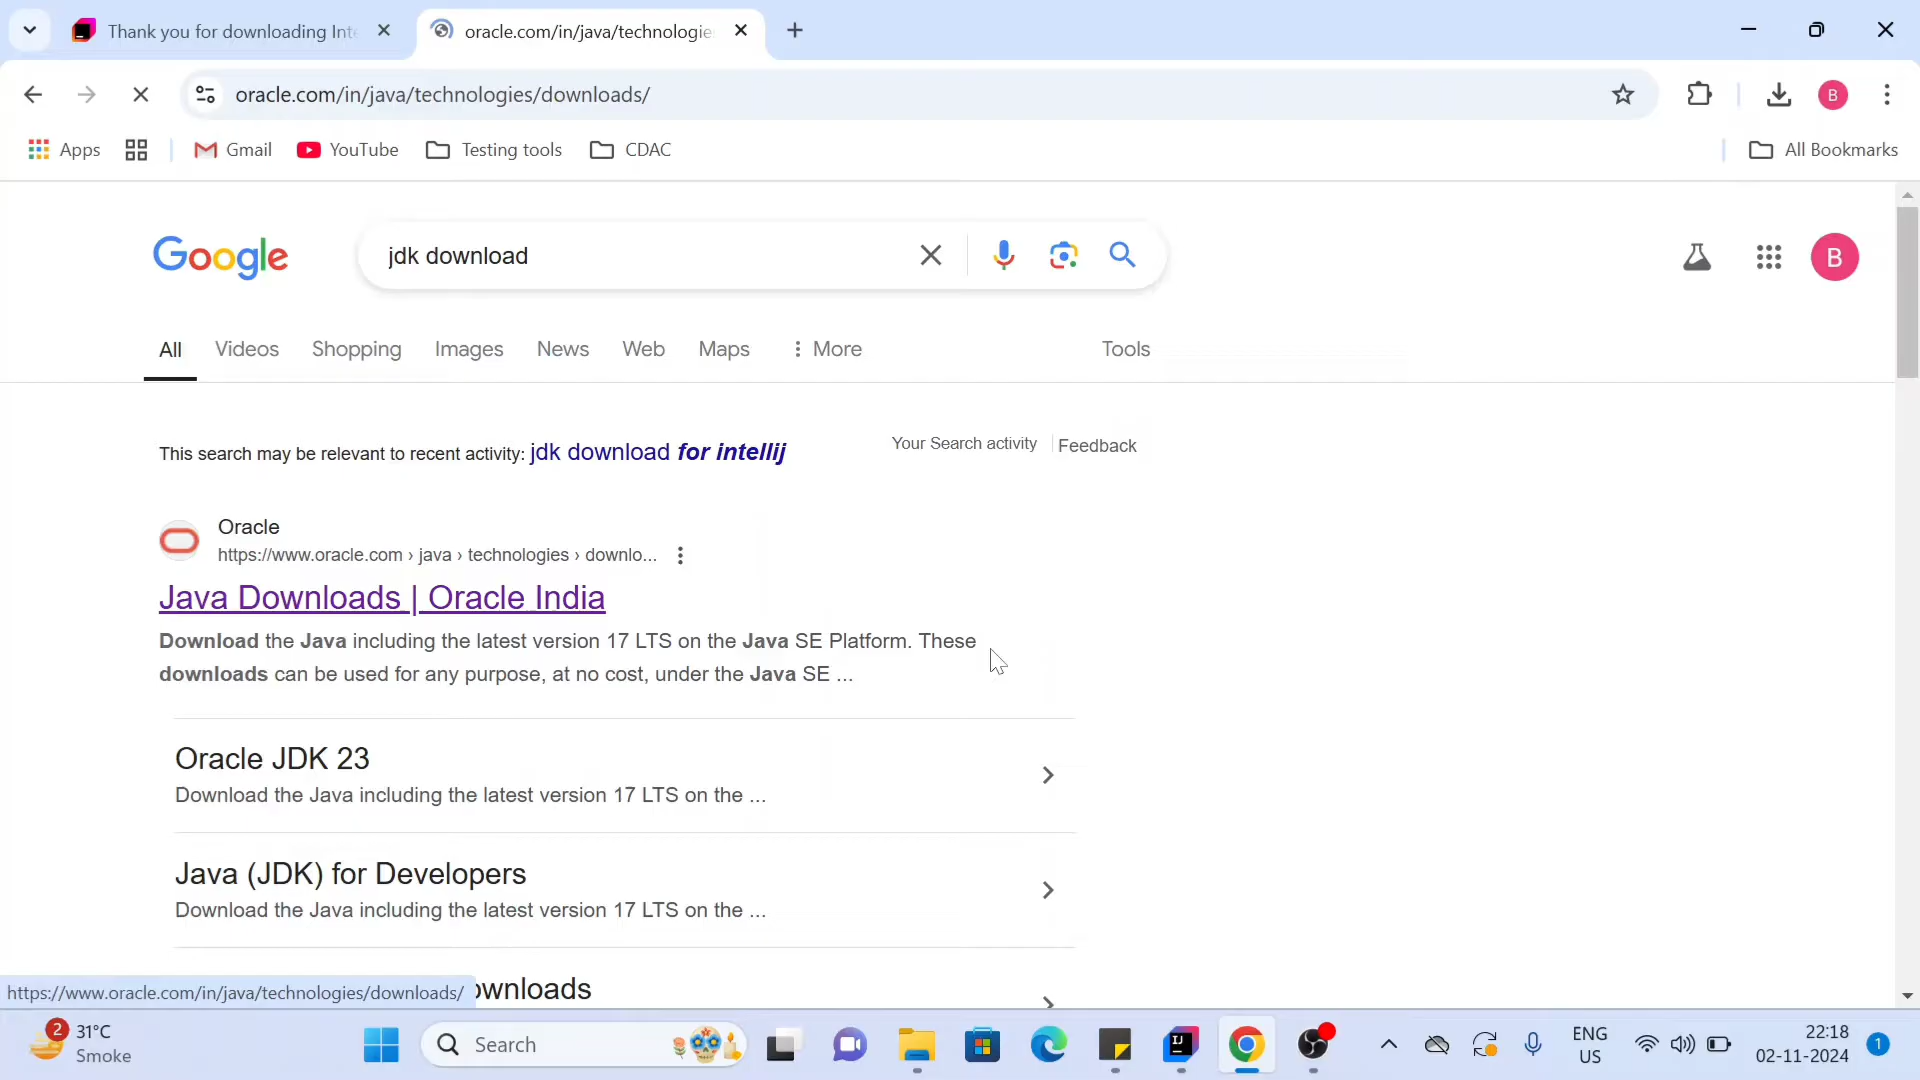 Thank you for downloading Inte
oracle.com/in/java/technologie
oracle.com/in/java/technologies/downloads/
B
Apps
Gmail
YouTube
Testing tools
CDAC
All Bookmarks
Google
jdk download
B
All
Videos
Shopping
Images
News
Web
Maps
More
Tools
This search may be relevant to recent activity: jdk download for intellij
Your Search activity
Feedback
Oracle
https://www.oracle.com › java › technologies › downlo...
Java Downloads | Oracle India
Download the Java including the latest version 17 LTS on the Java SE Platform. These
downloads can be used for any purpose, at no cost, under the Java SE ...
Oracle JDK 23
Download the Java including the latest version 17 LTS on the ...
Java (JDK) for Developers
Download the Java including the latest version 17 LTS on the ...
https://www.oracle.com/in/java/technologies/downloads/
ownloads
2
31°C
Smoke
Search
IJ
ENG
US
22:18
02-11-2024
1